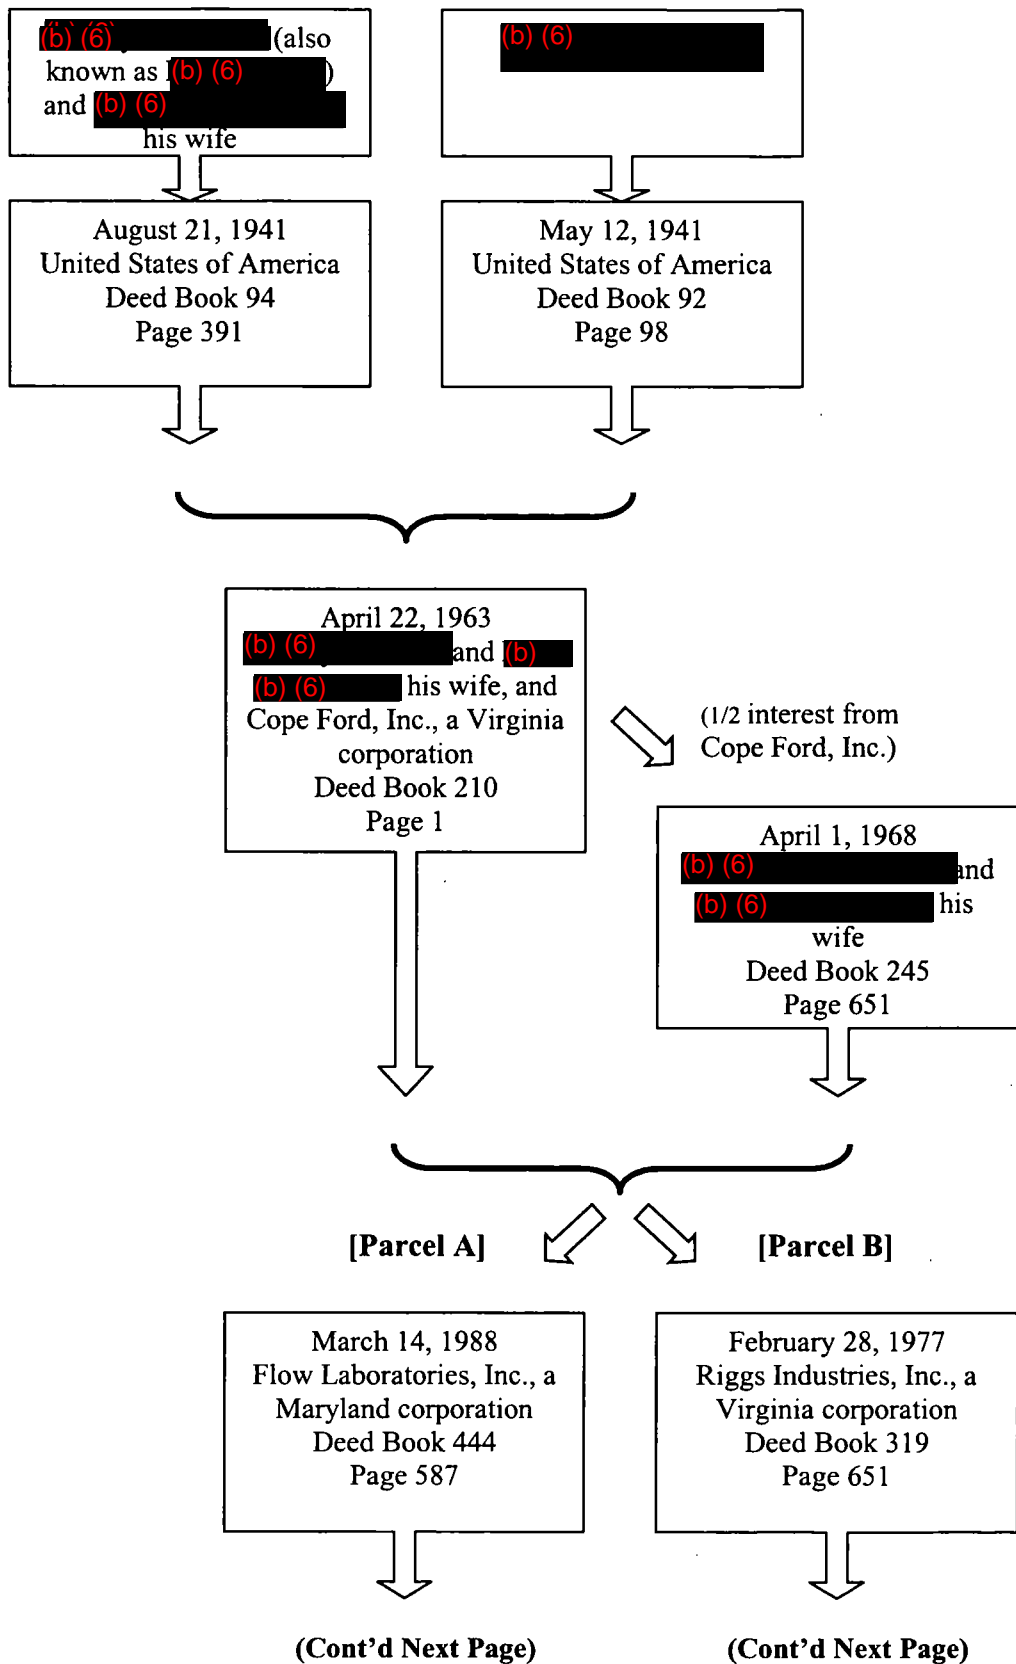 (b) (6) (also
known as (b) (6) )
and (b) (6)
his wife
(b) (6)
August 21, 1941
United States of America
Deed Book 94
Page 391
May 12, 1941
United States of America
Deed Book 92
Page 98
April 22, 1963
(b) (6) and (b)
(b) (6) his wife, and
Cope Ford, Inc., a Virginia
corporation
Deed Book 210
Page 1
(1/2 interest from
Cope Ford, Inc.)
April 1, 1968
(b) (6) and
(b) (6) his
wife
Deed Book 245
Page 651
[Parcel A]
[Parcel B]
March 14, 1988
Flow Laboratories, Inc., a
Maryland corporation
Deed Book 444
Page 587
February 28, 1977
Riggs Industries, Inc., a
Virginia corporation
Deed Book 319
Page 651
(Cont'd Next Page)
(Cont'd Next Page)